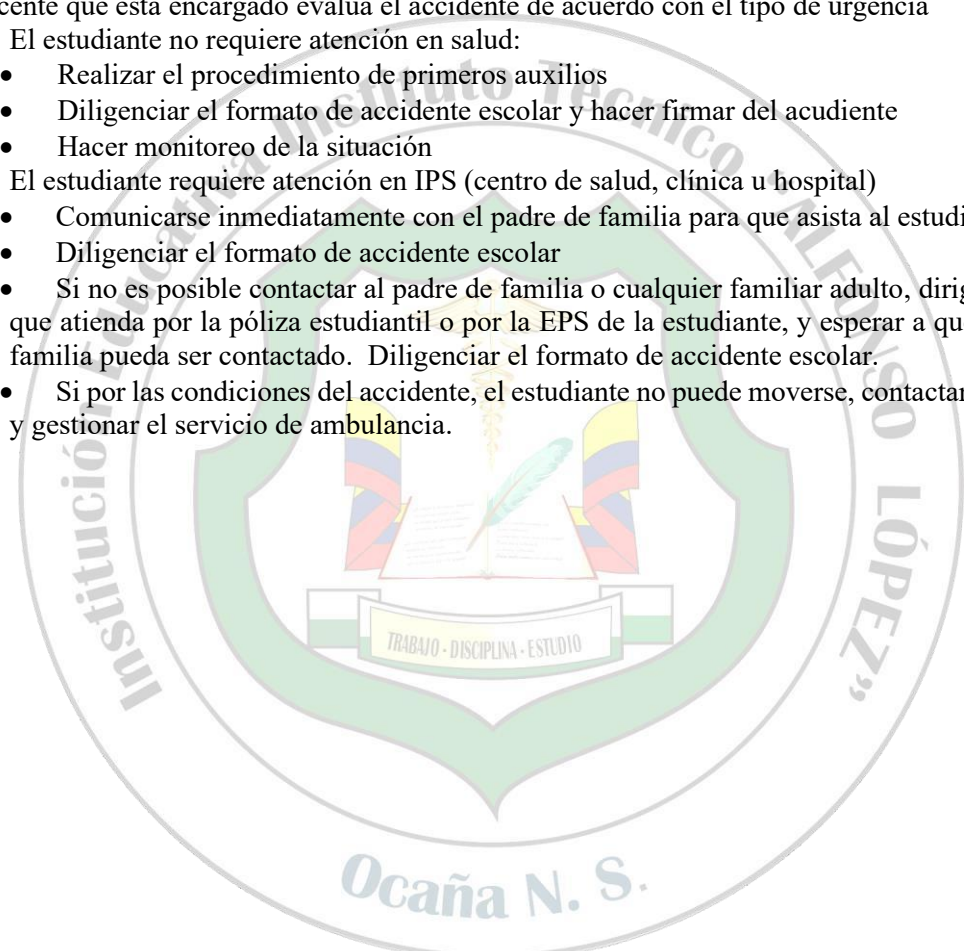 cente que está encargado evalúa el accidente de acuerdo con el tipo de urgencia
El estudiante no requiere atención en salud:
• Realizar el procedimiento de primeros auxilios
• Diligenciar el formato de accidente escolar y hacer firmar del acudiente
• Hacer monitoreo de la situación
El estudiante requiere atención en IPS (centro de salud, clínica u hospital)
• Comunicarse inmediatamente con el padre de familia para que asista al estudi
• Diligenciar el formato de accidente escolar
• Si no es posible contactar al padre de familia o cualquier familiar adulto, dirig
que atienda por la póliza estudiantil o por la EPS de la estudiante, y esperar a qu
familia pueda ser contactado. Diligenciar el formato de accidente escolar.
• Si por las condiciones del accidente, el estudiante no puede moverse, contactar
y gestionar el servicio de ambulancia.
Institución Educativa Instituto Técnico "ALFONSO LÓPEZ"
TRABAJO - DISCIPLINA - ESTUDIO
Ocaña N. S.